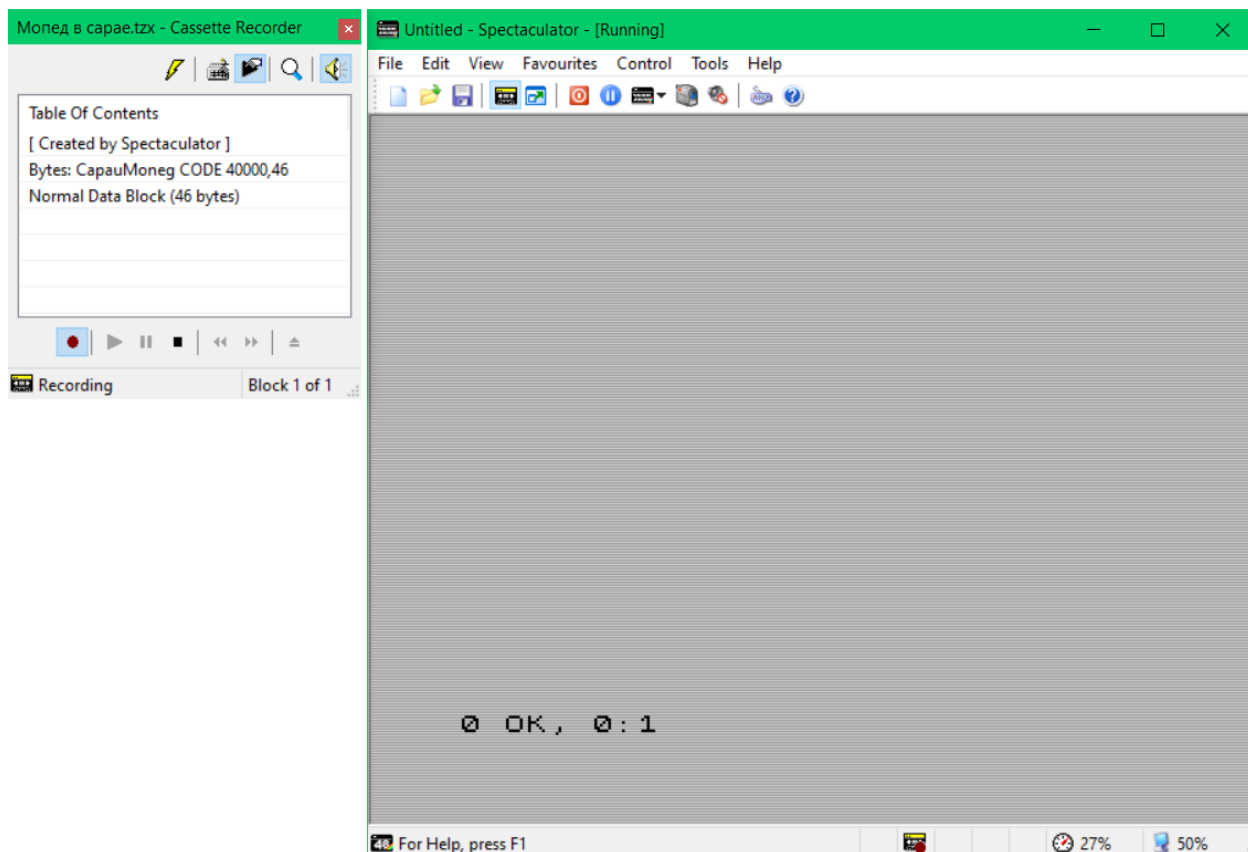 Мопед в сарае.tzx - Cassette Recorder
Table Of Contents
[ Created by Spectaculator ]
Bytes: CapauMoneg CODE 40000,46
Normal Data Block (46 bytes)
Recording
Block 1 of 1
Untitled - Spectaculator - [Running]
File Edit View Favourites Control Tools Help
0 OK, 0:1
48 For Help, press F1
27%
50%